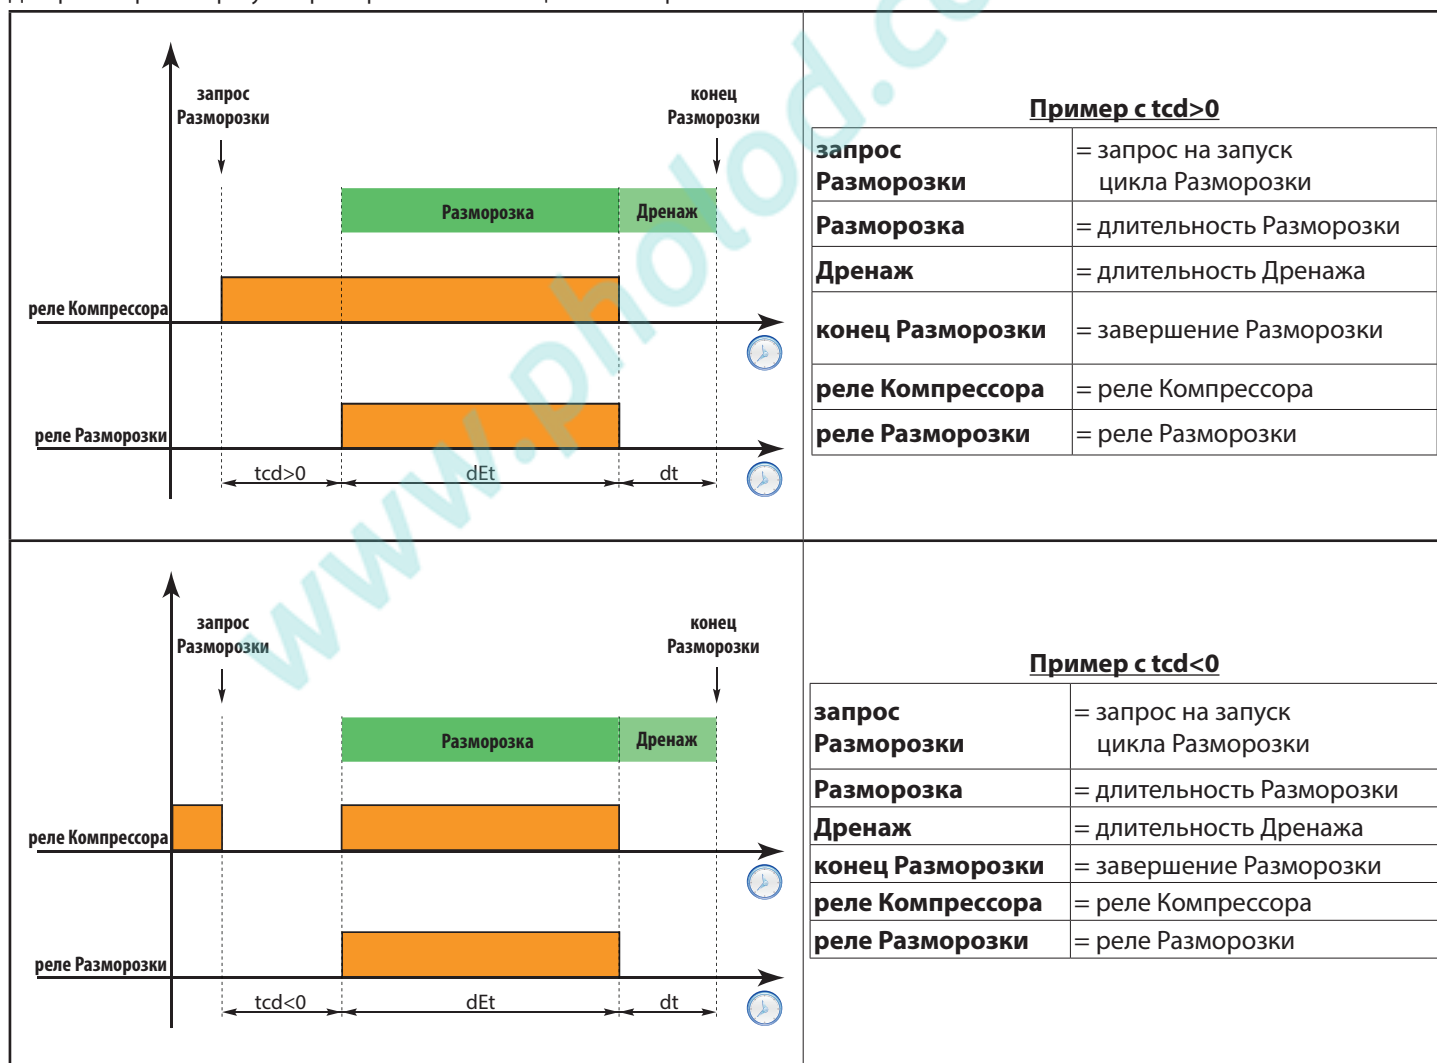 запрос
Разморозки
конец
Разморозки
Разморозка
Дренаж
реле Компрессора
реле Разморозки
tcd>0
dEt
dt
Пример с tcd>0
запрос
Разморозки
= запрос на запуск
цикла Разморозки
Разморозка
= длительность Разморозки
Дренаж
= длительность Дренажа
конец Разморозки
= завершение Разморозки
реле Компрессора
= реле Компрессора
реле Разморозки
= реле Разморозки
запрос
Разморозки
конец
Разморозки
Разморозка
Дренаж
реле Компрессора
реле Разморозки
tcd<0
dEt
dt
Пример с tcd<0
запрос
Разморозки
= запрос на запуск
цикла Разморозки
Разморозка
= длительность Разморозки
Дренаж
= длительность Дренажа
конец Разморозки
= завершение Разморозки
реле Компрессора
= реле Компрессора
реле Разморозки
= реле Разморозки
www.pholod.co